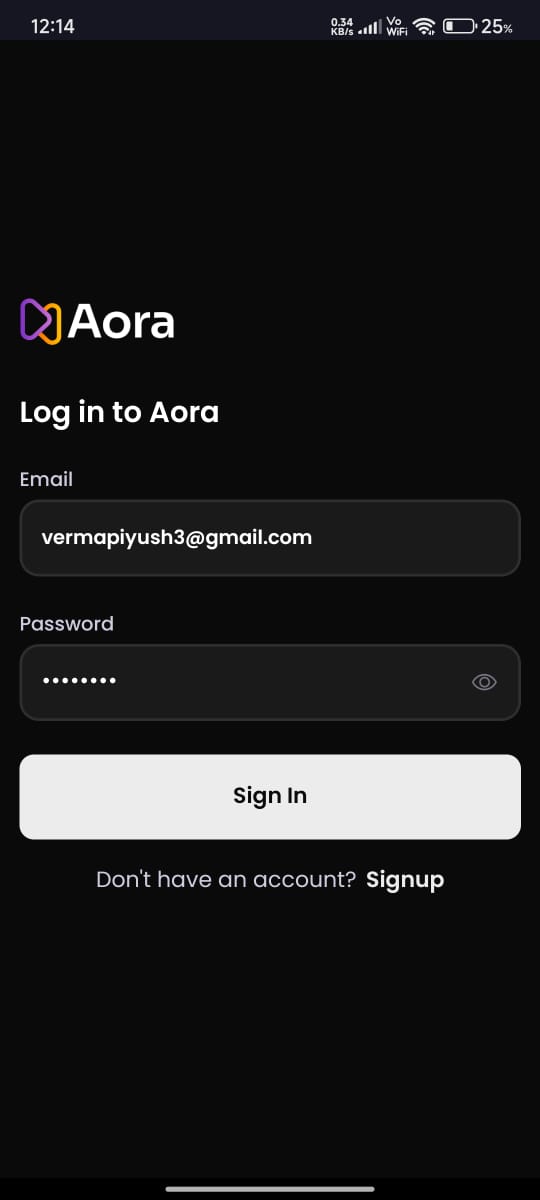 12:14 0.34 KB/s Vo WiFi 25%
Aora
Log in to Aora
Email
vermapiyush3@gmail.com
Password
••••••••
Sign In
Don't have an account? Signup